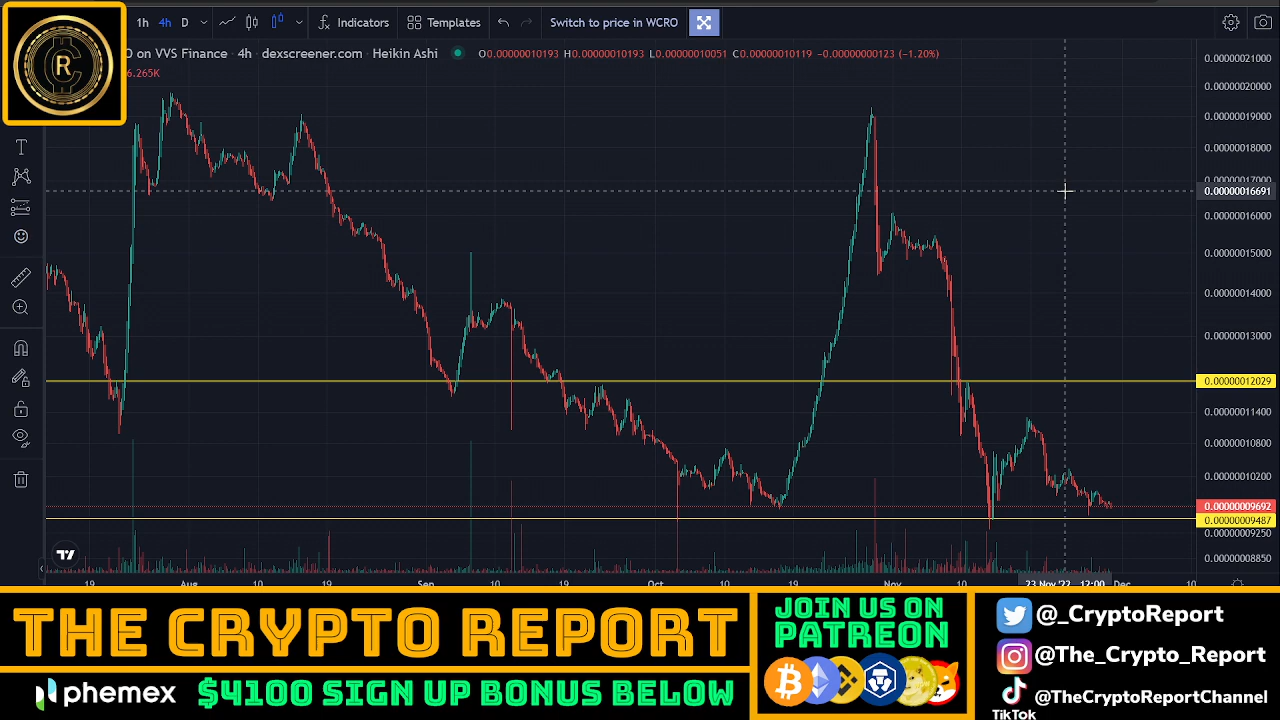 1h 4h D Indicators Templates Switch to price in WCRO
D on VVS Finance · 4h · dexscreener.com · Heikin Ashi O0.00000010193 H0.00000010193 L0.00000010051 C0.00000010119 −0.00000000123 (−1.20%)
6.265K
R
0.00000021000
0.00000020000
0.00000019000
0.00000018000
0.00000017000
0.00000016691
0.00000016000
0.00000015000
0.00000014000
0.00000013000
0.00000012029
0.00000011400
0.00000010800
0.00000010200
0.00000009692
0.00000009487
0.00000009250
0.00000008850
19 Aug 10 19 Sep 10 19 Oct 10 19 Nov 10 23 Nov '22 12:00 Dec 10
THE CRYPTO REPORT
phemex $4100 SIGN UP BONUS BELOW
JOIN US ON
PATREON
@_CryptoReport
@The_Crypto_Report
@TheCryptoReportChannel
TikTok